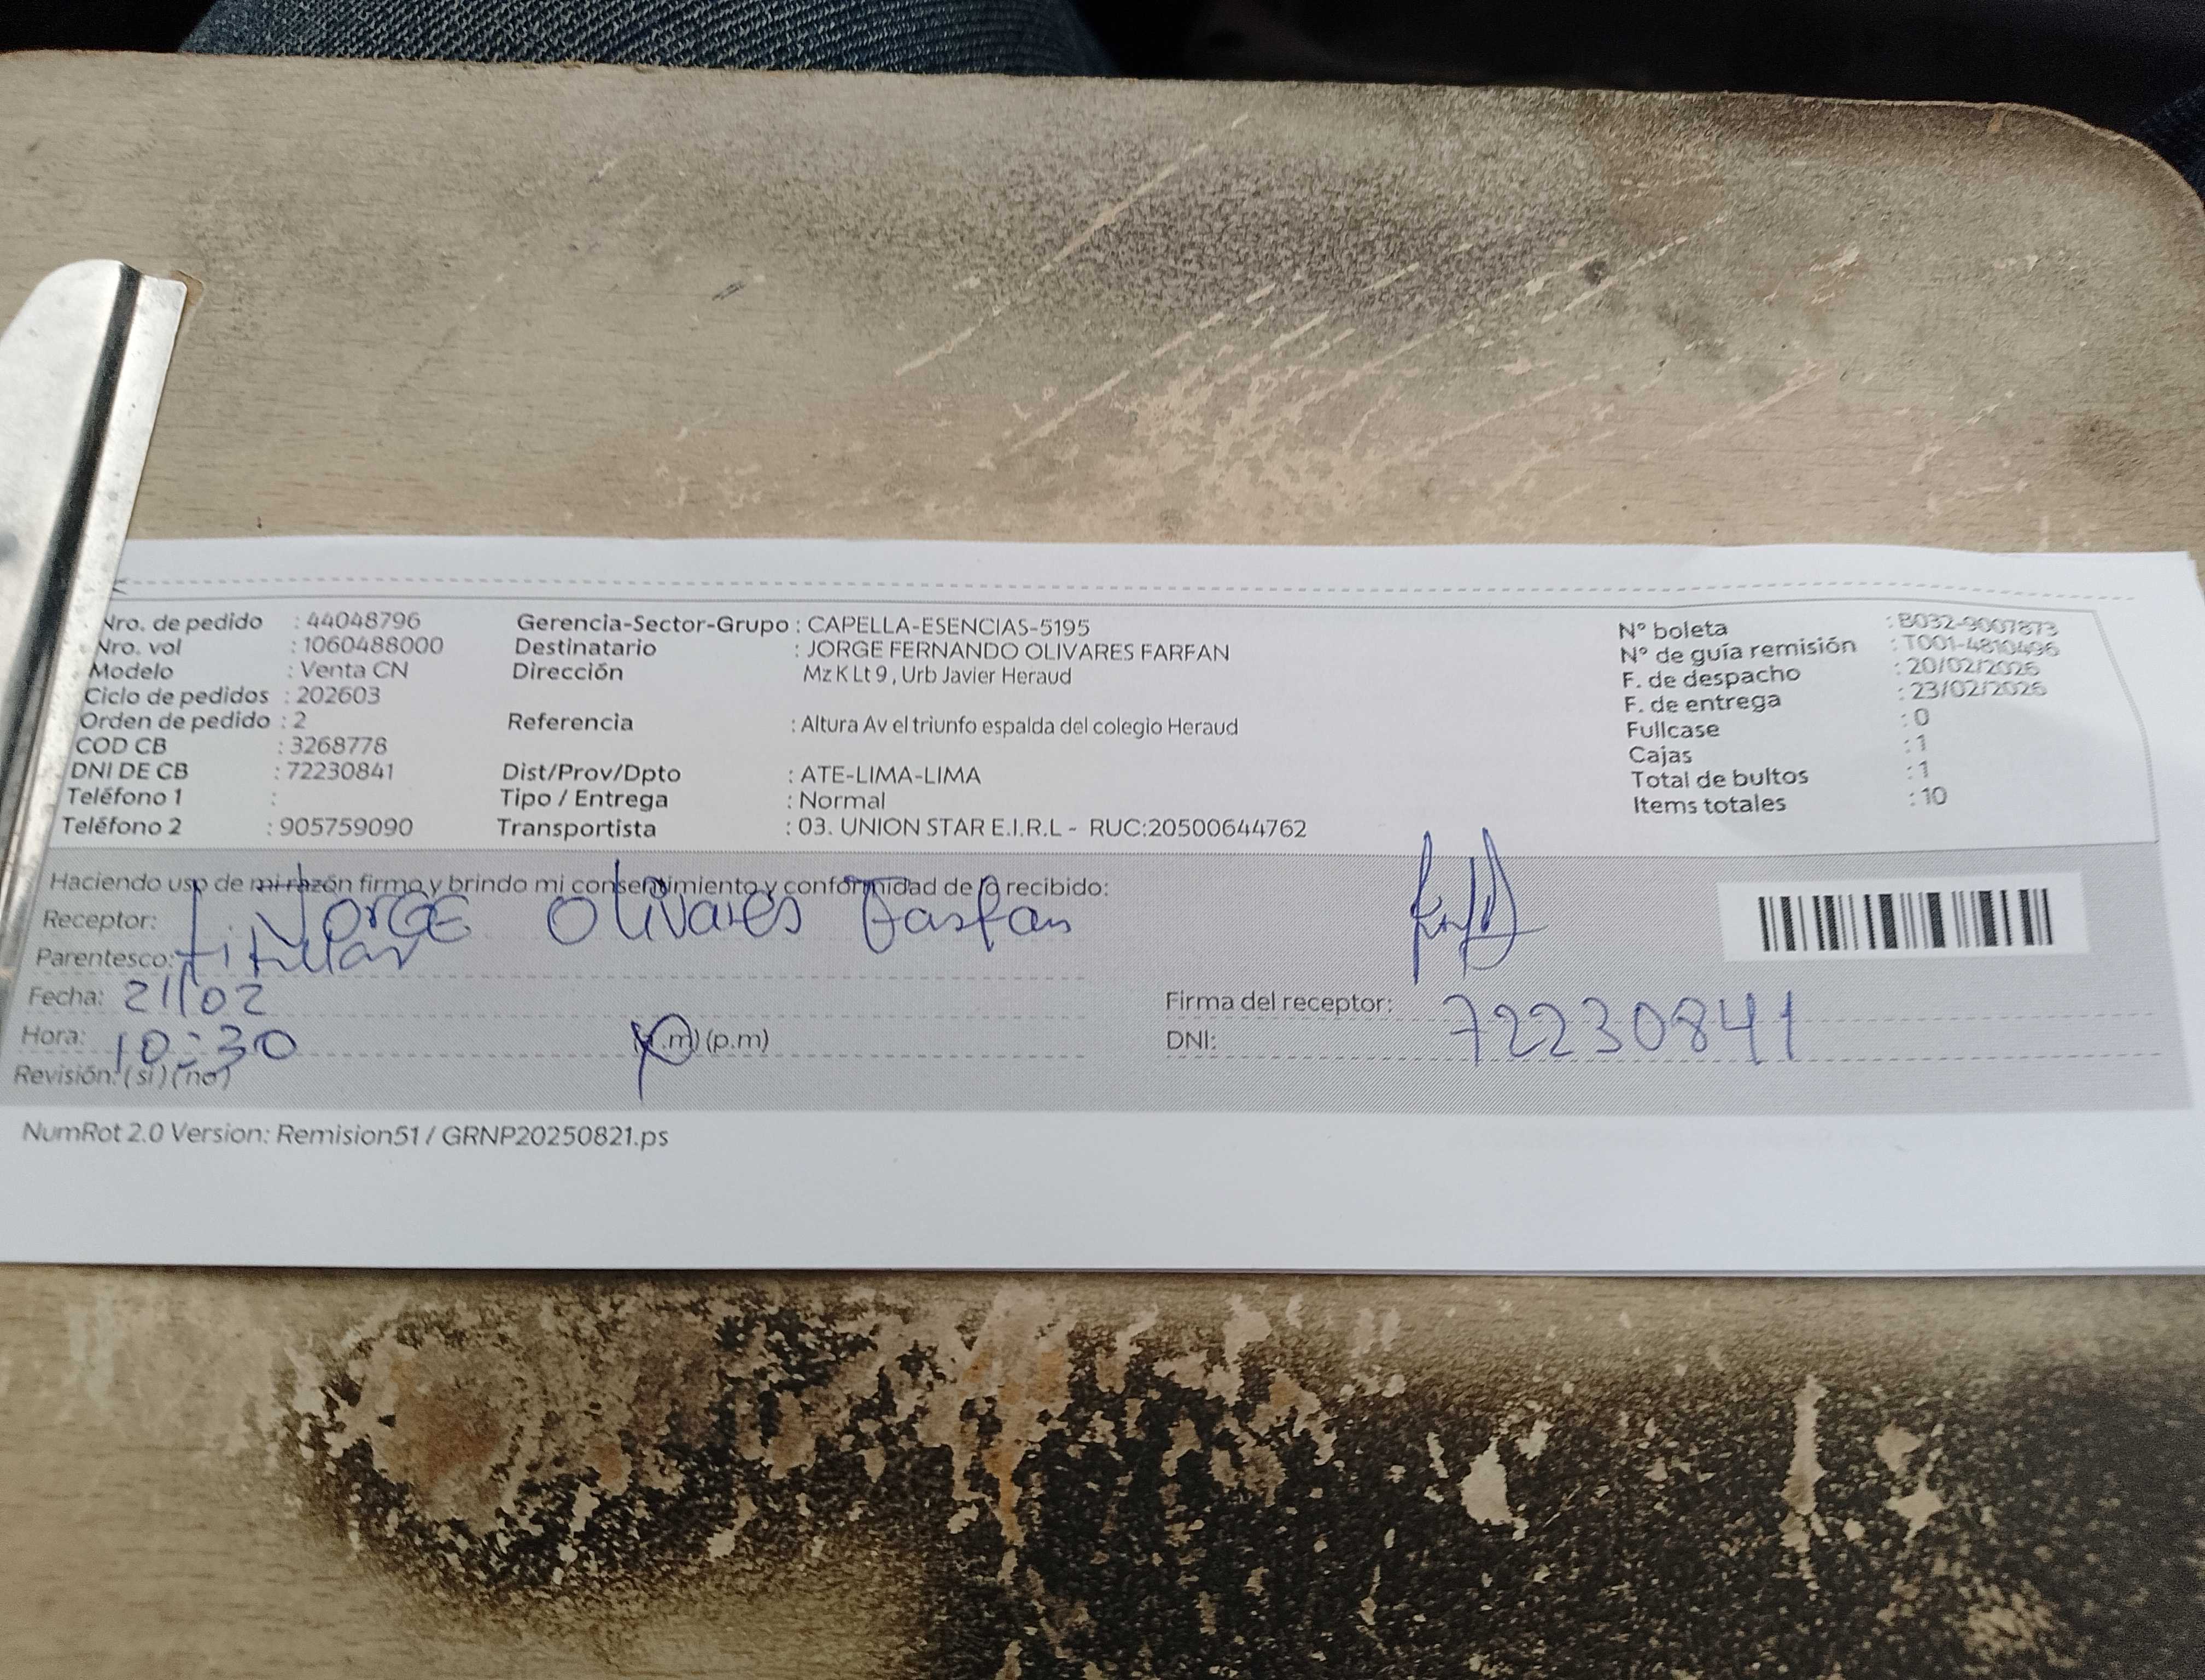 Nro. de pedido : 44048796
Nro. vol : 1060488000
Modelo : Venta CN
Ciclo de pedidos : 202603
Orden de pedido : 2
COD CB : 3268778
DNI DE CB : 72230841
Teléfono 1 :
Teléfono 2 : 905759090
Gerencia-Sector-Grupo : CAPELLA-ESENCIAS-5195
Destinatario : JORGE FERNANDO OLIVARES FARFAN
Dirección Mz K Lt 9 , Urb Javier Heraud
Referencia : Altura Av el triunfo espalda del colegio Heraud
Dist/Prov/Dpto : ATE-LIMA-LIMA
Tipo / Entrega : Normal
Transportista : 03. UNION STAR E.I.R.L - RUC:20500644762
N° boleta : B032-9007873
N° de guía remisión : T001-4810496
F. de despacho : 20/02/2026
F. de entrega : 23/02/2026
Fullcase : 0
Cajas : 1
Total de bultos : 1
Items totales : 10
Haciendo uso de mi razón firmo y brindo mi consentimiento y conformidad de lo recibido:
Receptor: Jorge Olivares Farfan
Parentesco: titular
Fecha: 21/02
Hora: 10:30 (a.m) (p.m)
Revisión: (si) (no)
Firma del receptor:
DNI: 72230841
NumRot 2.0 Version: Remision51 / GRNP20250821.ps